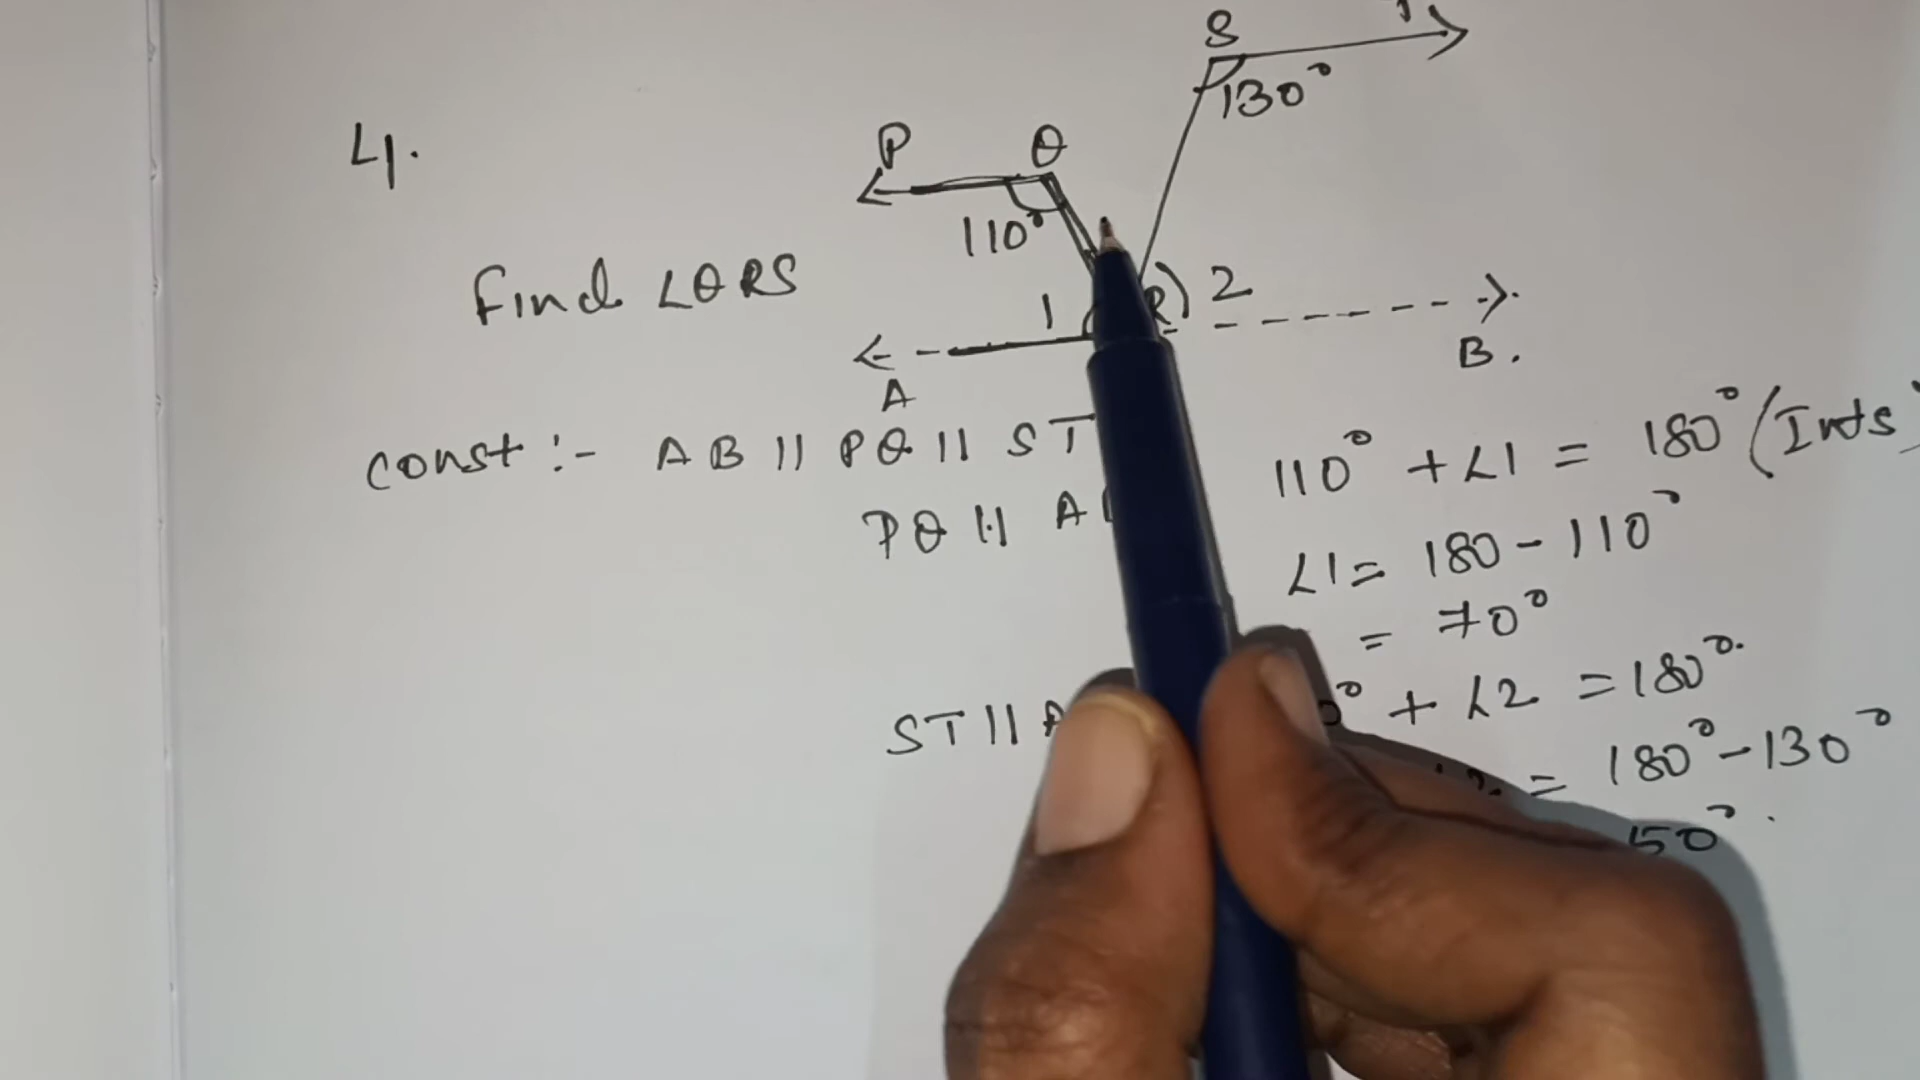 S
130°
4.
P Q
110°
Find ∠QRS
1 R 2
A
B.
const :- AB || PQ || ST
110° + ∠1 = 180° (Ints
PQ ||
∠1 = 180 - 110°
= 70°
ST ||
+ ∠2 = 180°.
= 180° - 130°
50°.